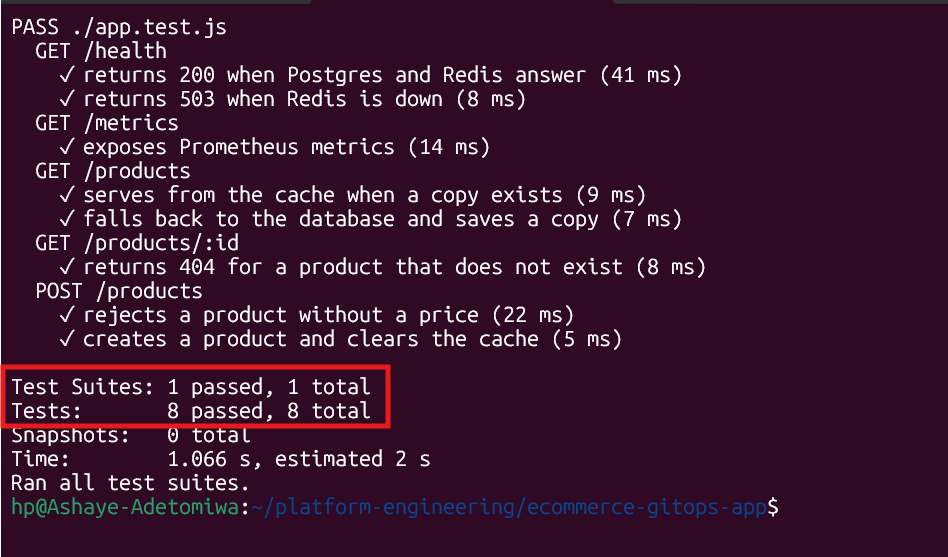 PASS ./app.test.js
GET /health
✓ returns 200 when Postgres and Redis answer (41 ms)
✓ returns 503 when Redis is down (8 ms)
GET /metrics
✓ exposes Prometheus metrics (14 ms)
GET /products
✓ serves from the cache when a copy exists (9 ms)
✓ falls back to the database and saves a copy (7 ms)
GET /products/:id
✓ returns 404 for a product that does not exist (8 ms)
POST /products
✓ rejects a product without a price (22 ms)
✓ creates a product and clears the cache (5 ms)
Test Suites: 1 passed, 1 total
Tests: 8 passed, 8 total
Snapshots: 0 total
Time: 1.066 s, estimated 2 s
Ran all test suites.
hp@Ashaye-Adetomiwa:~/platform-engineering/ecommerce-gitops-app$